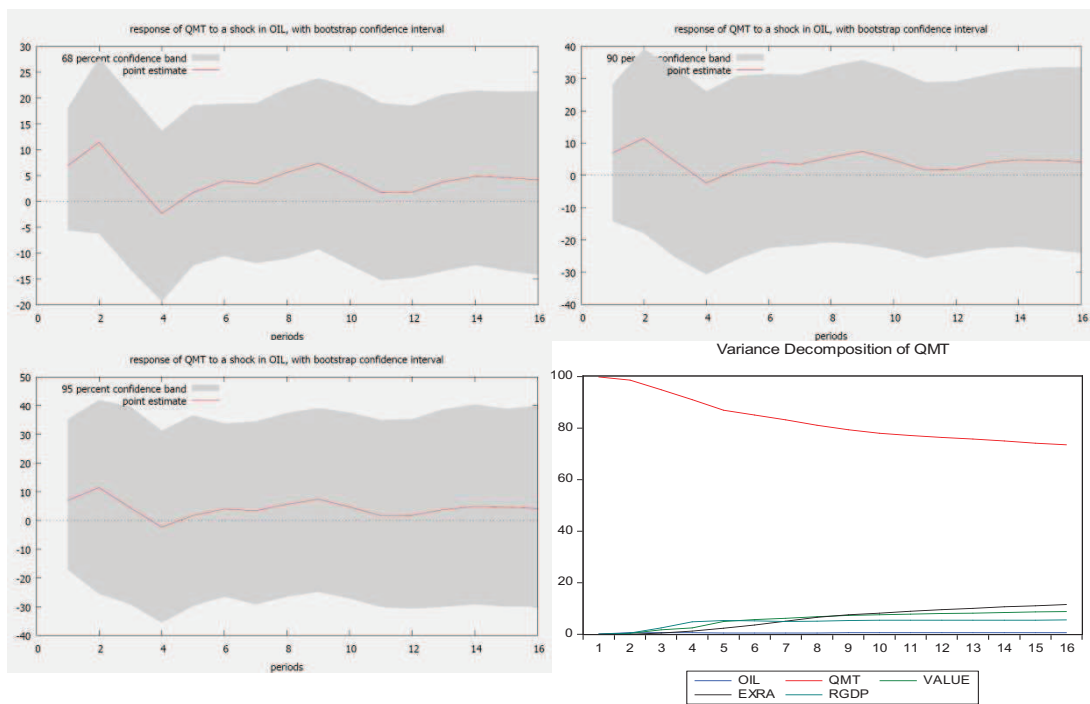 response of QMT to a shock in OIL, with bootstrap confidence interval
68 percent confidence band
point estimate
30
25
20
15
10
5
0
-5
-10
-15
-20
0 2 4 6 8 10 12 14 16
periods
response of QMT to a shock in OIL, with bootstrap confidence interval
90 percent confidence band
point estimate
40
30
20
10
0
-10
-20
-30
-40
0 2 4 6 8 10 12 14 16
periods
response of QMT to a shock in OIL, with bootstrap confidence interval
95 percent confidence band
point estimate
50
40
30
20
10
0
-10
-20
-30
-40
0 2 4 6 8 10 12 14 16
periods
Variance Decomposition of QMT
100
80
60
40
20
0
1 2 3 4 5 6 7 8 9 10 11 12 13 14 15 16
OIL QMT VALUE
EXRA RGDP